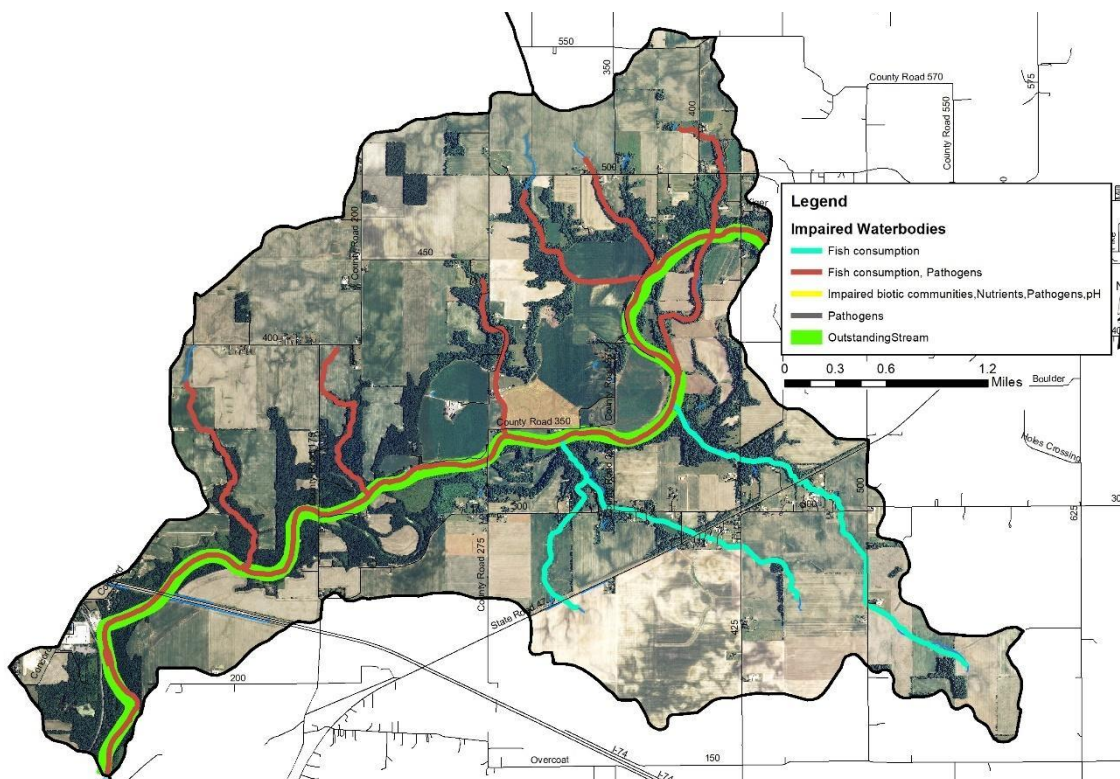 550
350
County Road 570
575
County Road 550
400
500
County Road 200
450
400
County Road 350
County Road 275
300
500
425
State Road 47
200
I-74
I-74
150
Overcoat
625
Holes Crossing
Boulder
Legend
Impaired Waterbodies
Fish consumption
Fish consumption, Pathogens
Impaired biotic communities,Nutrients,Pathogens,pH
Pathogens
OutstandingStream
0 0.3 0.6 1.2
Miles